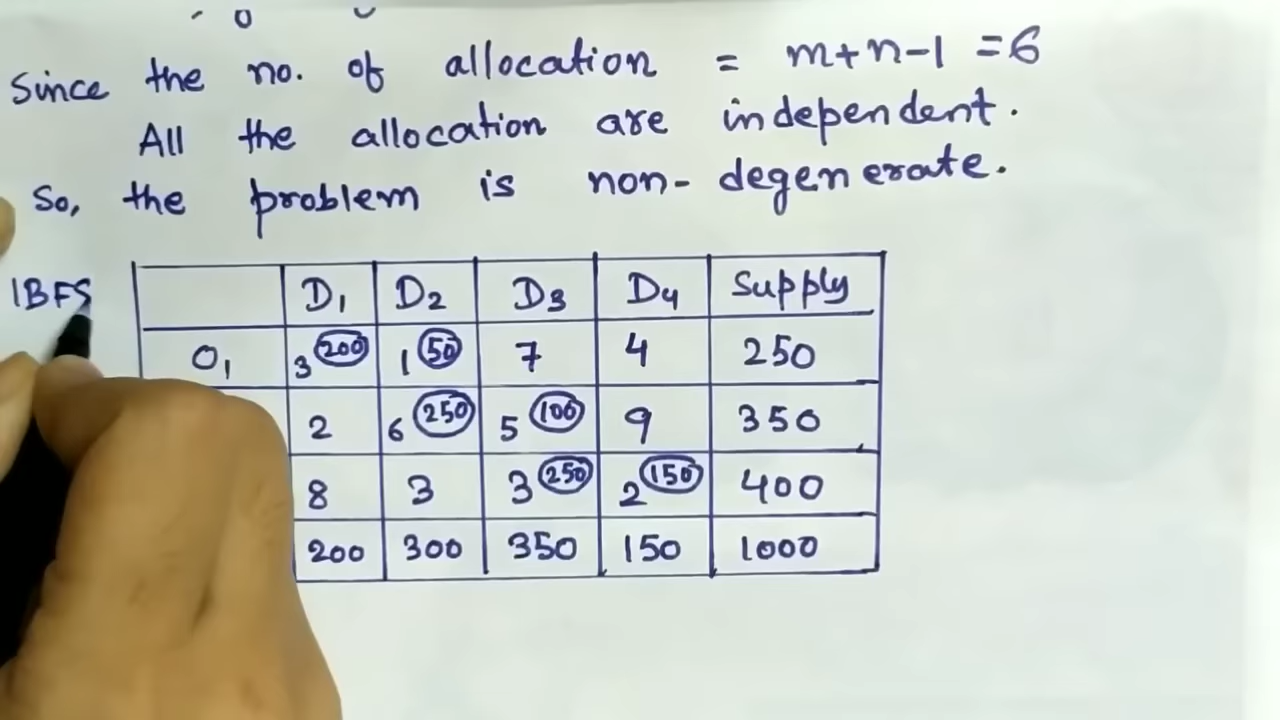 Since the no. of allocation = m+n-1 = 6
All the allocation are independent.
So, the problem is non-degenerate.
IBFS
D1 D2 D3 D4 Supply
O1 3 200 1 50 7 4 250
2 6 250 5 100 9 350
8 3 3 250 2 150 400
200 300 350 150 1000